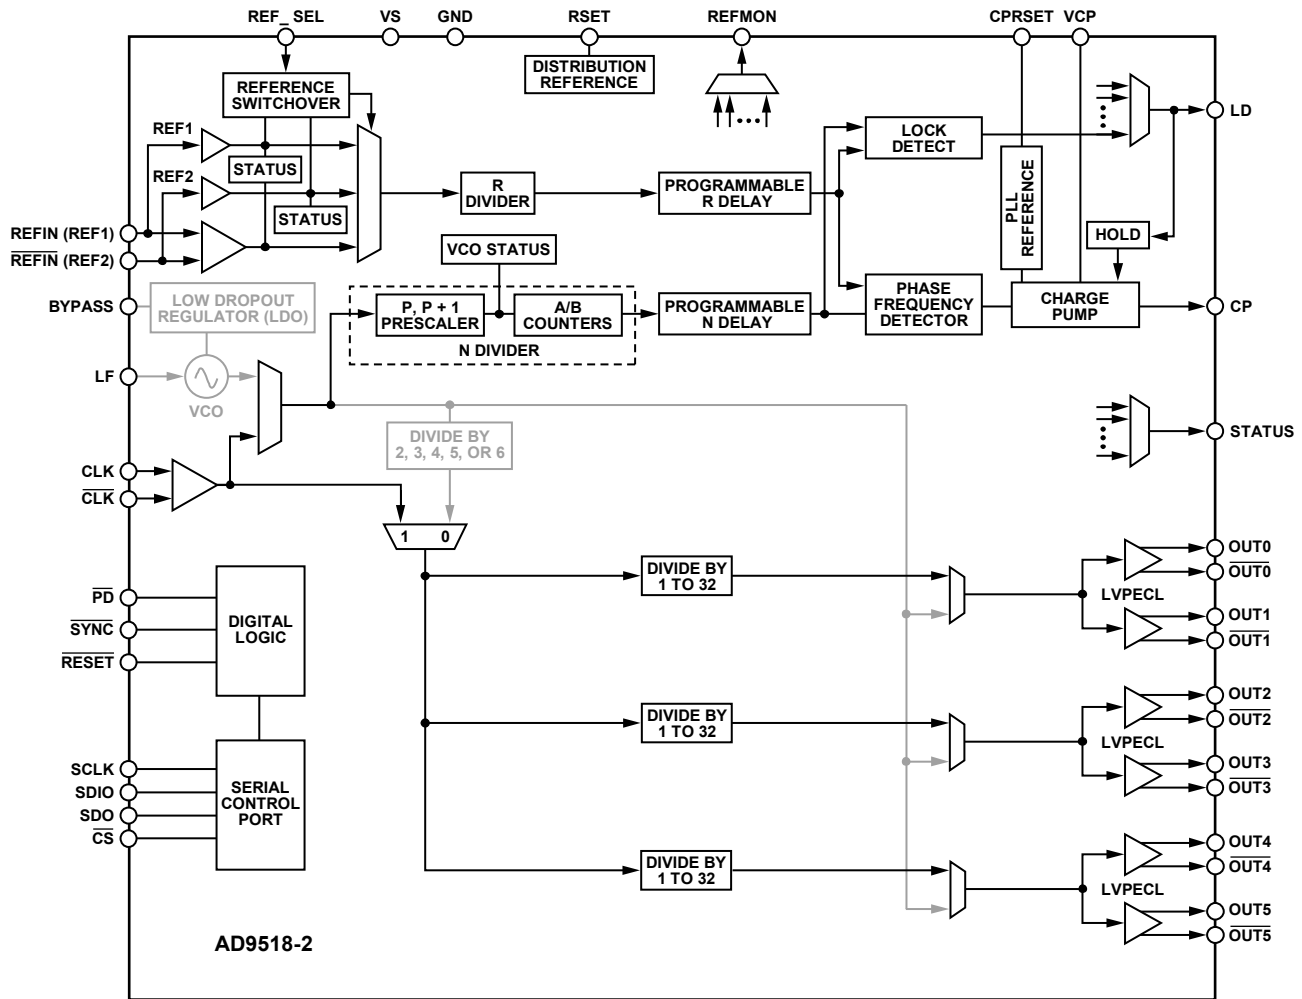 REF_ SEL
VS
GND
RSET
REFMON
CPRSET
VCP
DISTRIBUTION
REFERENCE
REFERENCE
SWITCHOVER
REF1
STATUS
REF2
STATUS
R
DIVIDER
PROGRAMMABLE
R DELAY
LOCK
DETECT
PLL
REFERENCE
HOLD
LD
REFIN (REF1)
REFIN (REF2)
BYPASS
LOW DROPOUT
REGULATOR (LDO)
VCO STATUS
P, P + 1
PRESCALER
A/B
COUNTERS
N DIVIDER
PROGRAMMABLE
N DELAY
PHASE
FREQUENCY
DETECTOR
CHARGE
PUMP
CP
LF
VCO
DIVIDE BY
2, 3, 4, 5, OR 6
STATUS
CLK
CLK
1 0
DIVIDE BY
1 TO 32
LVPECL
OUT0
OUT0
OUT1
OUT1
PD
SYNC
RESET
DIGITAL
LOGIC
DIVIDE BY
1 TO 32
LVPECL
OUT2
OUT2
OUT3
OUT3
SCLK
SDIO
SDO
CS
SERIAL
CONTROL
PORT
DIVIDE BY
1 TO 32
LVPECL
OUT4
OUT4
OUT5
OUT5
AD9518-2